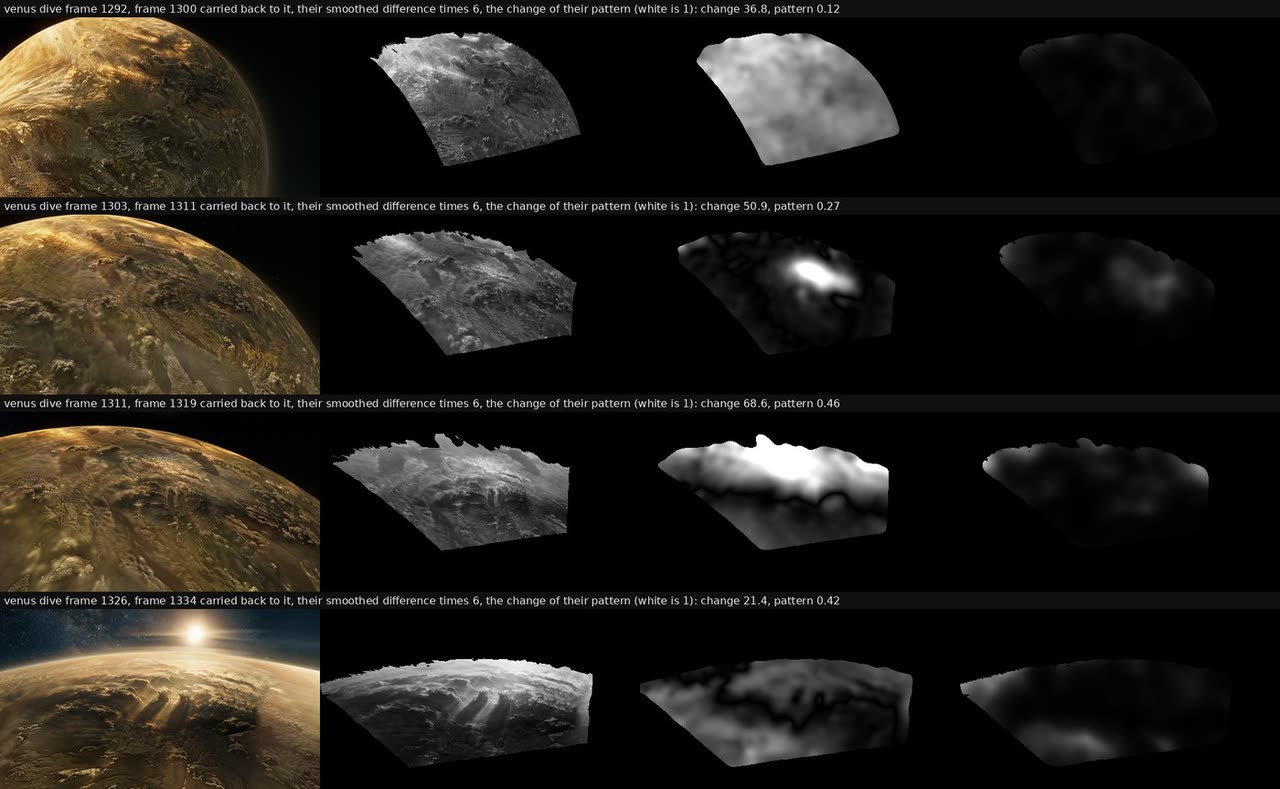 venus dive 1292, frame 1300 carried back to it, their smoothed difference times 6, the change of their pattern (white is 1): change 36.8, pattern 0.12
venus dive frame 1303, frame 1311 carried back to it, their smoothed difference times 6, the change of their pattern (white is 1): change 50.9, pattern 0.27
venus dive frame 1311, frame 1319 carried back to it, their smoothed difference times 6, the change of their pattern (white is 1): change 68.6, pattern 0.46
venus dive frame 1326, frame 1334 carried back to it, their smoothed difference times 6, the change of their pattern (white is 1): change 21.4, pattern 0.42